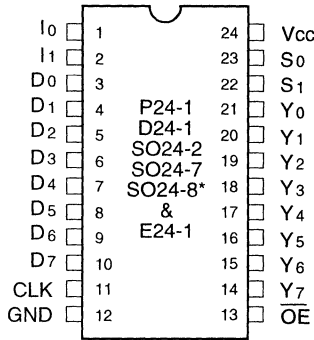 I0 1 24 Vcc
I1 2 23 S0
D0 3 22 S1
D1 4 P24-1 21 Y0
D2 5 D24-1 20 Y1
D3 6 SO24-2 19 Y2
D4 7 SO24-7 18 Y3
D5 8 SO24-8* 17 Y4
D6 9 & 16 Y5
D7 10 E24-1 15 Y6
CLK 11 14 Y7
GND 12 13 OE